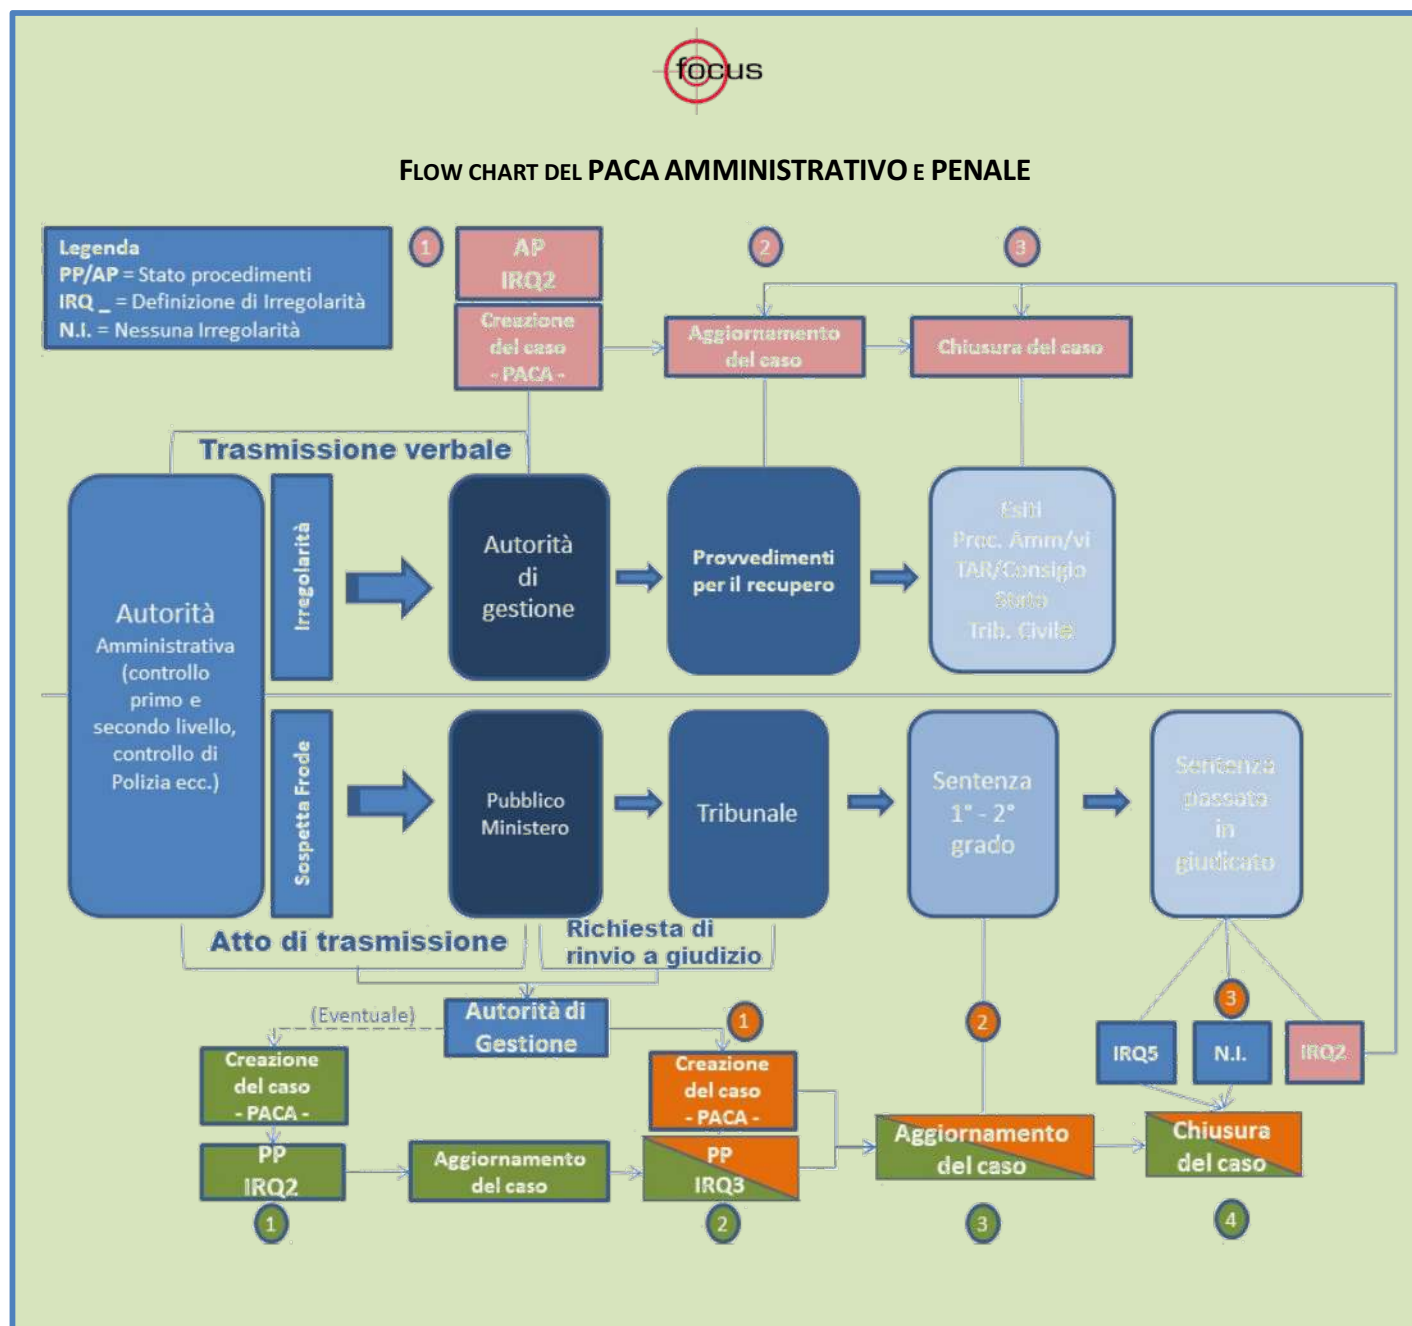 focus
FLOW CHART DEL PACA AMMINISTRATIVO E PENALE
Legenda
PP/AP = Stato procedimenti
IRQ _ = Definizione di Irregolarità
N.I. = Nessuna Irregolarità
1
AP
IRQ2
2
3
Creazione
del caso
- PACA -
Aggiornamento
del caso
Chiusura del caso
Trasmissione verbale
Autorità
Amministrativa
(controllo
primo e
secondo livello,
controllo di
Polizia ecc.)
Irregolarità
Autorità
di
gestione
Provvedimenti
per il recupero
Esiti
Proc. Amm/vi
TAR/Consiglo
Stato
Trib. Civile
Sospetta Frode
Pubblico
Ministero
Tribunale
Sentenza
1° - 2°
grado
Sentenza
passata
in
giudicato
Atto di trasmissione
Richiesta di
rinvio a giudizio
(Eventuale)
Autorità di
Gestione
1
2
3
Creazione
del caso
- PACA -
Creazione
del caso
- PACA -
IRQ5
N.I.
IRQ2
PP
IRQ2
Aggiornamento
del caso
PP
IRQ3
Aggiornamento
del caso
Chiusura
del caso
1
2
3
4